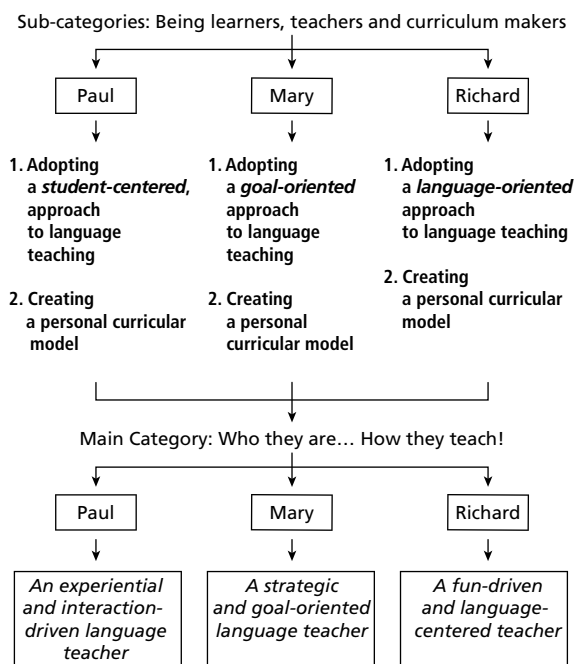 Sub-categories: Being learners, teachers and curriculum makers
Paul
Mary
Richard
1. Adopting
a student-centered,
approach
to language
teaching
2. Creating
a personal curricular
model
1. Adopting
a goal-oriented
approach
to language
teaching
2. Creating
a personal
curricular model
1. Adopting
a language-oriented
approach
to language teaching
2. Creating
a personal curricular
model
Main Category: Who they are... How they teach!
Paul
Mary
Richard
An experiential
and interaction-
driven language
teacher
A strategic
and goal-oriented
language teacher
A fun-driven
and language-
centered teacher